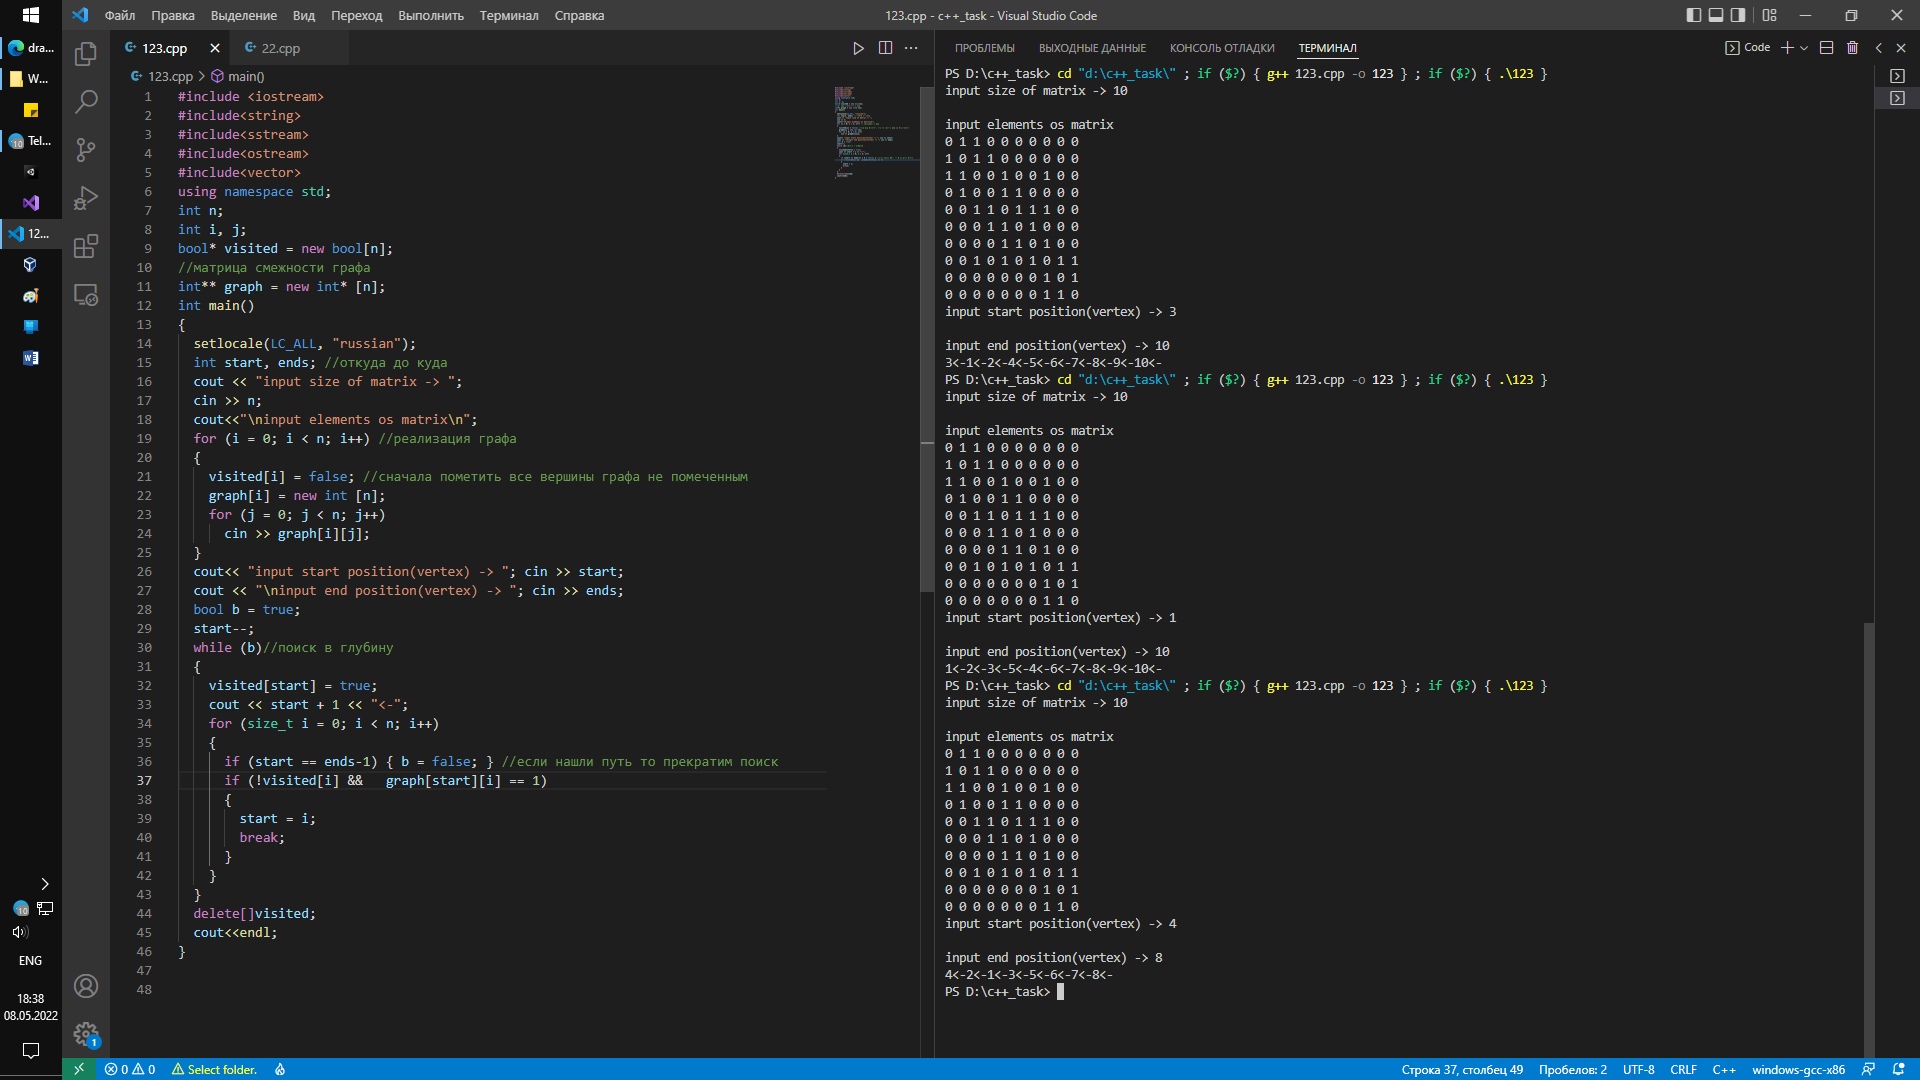 Файл Правка Выделение Вид Переход Выполнить Терминал Справка
123.cpp - c++_task - Visual Studio Code
dra...
W...
10 Tel...
12...
123.cpp
22.cpp
123.cpp > main()
1 #include <iostream>
2 #include<string>
3 #include<sstream>
4 #include<ostream>
5 #include<vector>
6 using namespace std;
7 int n;
8 int i, j;
9 bool* visited = new bool[n];
10 //матрица смежности графа
11 int** graph = new int* [n];
12 int main()
13 {
14 setlocale(LC_ALL, "russian");
15 int start, ends; //откуда до куда
16 cout << "input size of matrix -> ";
17 cin >> n;
18 cout<<"\ninput elements os matrix\n";
19 for (i = 0; i < n; i++) //реализация графа
20 {
21 visited[i] = false; //сначала пометить все вершины графа не помеченным
22 graph[i] = new int [n];
23 for (j = 0; j < n; j++)
24 cin >> graph[i][j];
25 }
26 cout<< "input start position(vertex) -> "; cin >> start;
27 cout << "\ninput end position(vertex) -> "; cin >> ends;
28 bool b = true;
29 start--;
30 while (b)//поиск в глубину
31 {
32 visited[start] = true;
33 cout << start + 1 << "<-";
34 for (size_t i = 0; i < n; i++)
35 {
36 if (start == ends-1) { b = false; } //если нашли путь то прекратим поиск
37 if (!visited[i] &&   graph[start][i] == 1)
38 {
39 start = i;
40 break;
41 }
42 }
43 }
44 delete[]visited;
45 cout<<endl;
46 }
47
48
ПРОБЛЕМЫ ВЫХОДНЫЕ ДАННЫЕ КОНСОЛЬ ОТЛАДКИ ТЕРМИНАЛ
Code
PS D:\c++_task> cd "d:\c++_task\" ; if ($?) { g++ 123.cpp -o 123 } ; if ($?) { .\123 }
input size of matrix -> 10
input elements os matrix
0 1 1 0 0 0 0 0 0 0
1 0 1 1 0 0 0 0 0 0
1 1 0 0 1 0 0 1 0 0
0 1 0 0 1 1 0 0 0 0
0 0 1 1 0 1 1 1 0 0
0 0 0 1 1 0 1 0 0 0
0 0 0 0 1 1 0 1 0 0
0 0 1 0 1 0 1 0 1 1
0 0 0 0 0 0 0 1 0 1
0 0 0 0 0 0 0 1 1 0
input start position(vertex) -> 3
input end position(vertex) -> 10
3<-1<-2<-4<-5<-6<-7<-8<-9<-10<-
PS D:\c++_task> cd "d:\c++_task\" ; if ($?) { g++ 123.cpp -o 123 } ; if ($?) { .\123 }
input size of matrix -> 10
input elements os matrix
0 1 1 0 0 0 0 0 0 0
1 0 1 1 0 0 0 0 0 0
1 1 0 0 1 0 0 1 0 0
0 1 0 0 1 1 0 0 0 0
0 0 1 1 0 1 1 1 0 0
0 0 0 1 1 0 1 0 0 0
0 0 0 0 1 1 0 1 0 0
0 0 1 0 1 0 1 0 1 1
0 0 0 0 0 0 0 1 0 1
0 0 0 0 0 0 0 1 1 0
input start position(vertex) -> 1
input end position(vertex) -> 10
1<-2<-3<-5<-4<-6<-7<-8<-9<-10<-
PS D:\c++_task> cd "d:\c++_task\" ; if ($?) { g++ 123.cpp -o 123 } ; if ($?) { .\123 }
input size of matrix -> 10
input elements os matrix
0 1 1 0 0 0 0 0 0 0
1 0 1 1 0 0 0 0 0 0
1 1 0 0 1 0 0 1 0 0
0 1 0 0 1 1 0 0 0 0
0 0 1 1 0 1 1 1 0 0
0 0 0 1 1 0 1 0 0 0
0 0 0 0 1 1 0 1 0 0
0 0 1 0 1 0 1 0 1 1
0 0 0 0 0 0 0 1 0 1
0 0 0 0 0 0 0 1 1 0
input start position(vertex) -> 4
input end position(vertex) -> 8
4<-2<-1<-3<-5<-6<-7<-8<-
PS D:\c++_task>
10
ENG
18:38
08.05.2022
1
0 0 Select folder.
Строка 37, столбец 49 Пробелов: 2 UTF-8 CRLF C++ windows-gcc-x86